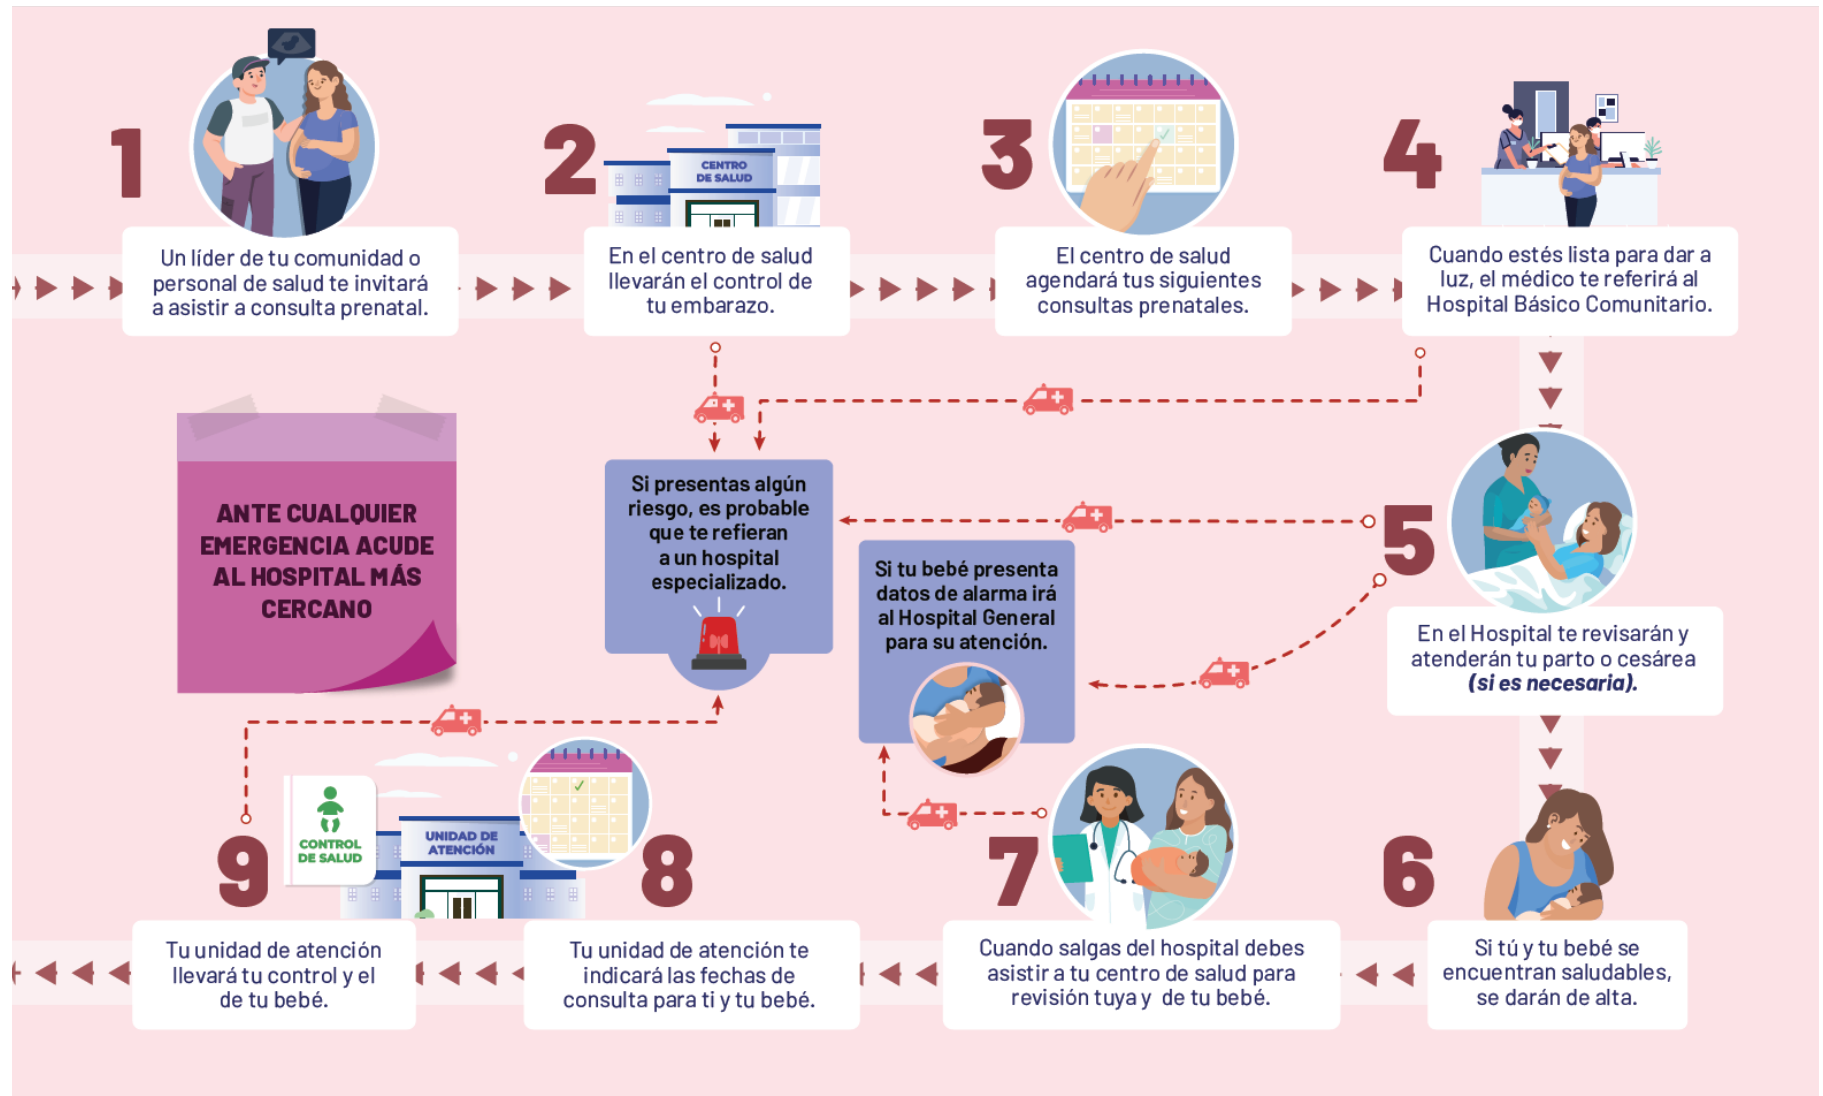 1
Un líder de tu comunidad o
personal de salud te invitará
a asistir a consulta prenatal.
2
CENTRO
DE SALUD
En el centro de salud
llevarán el control de
tu embarazo.
3
El centro de salud
agendará tus siguientes
consultas prenatales.
4
Cuando estés lista para dar a
luz, el médico te referirá al
Hospital Básico Comunitario.
ANTE CUALQUIER
EMERGENCIA ACUDE
AL HOSPITAL MÁS
CERCANO
Si presentas algún
riesgo, es probable
que te refieran
a un hospital
especializado.
Si tu bebé presenta
datos de alarma irá
al Hospital General
para su atención.
5
En el Hospital te revisarán y
atenderán tu parto o cesárea
(si es necesaria).
6
Si tú y tu bebé se
encuentran saludables,
se darán de alta.
7
Cuando salgas del hospital debes
asistir a tu centro de salud para
revisión tuya y de tu bebé.
8
UNIDAD DE
ATENCIÓN
Tu unidad de atención te
indicará las fechas de
consulta para ti y tu bebé.
9
CONTROL
DE SALUD
Tu unidad de atención
llevará tu control y el
de tu bebé.